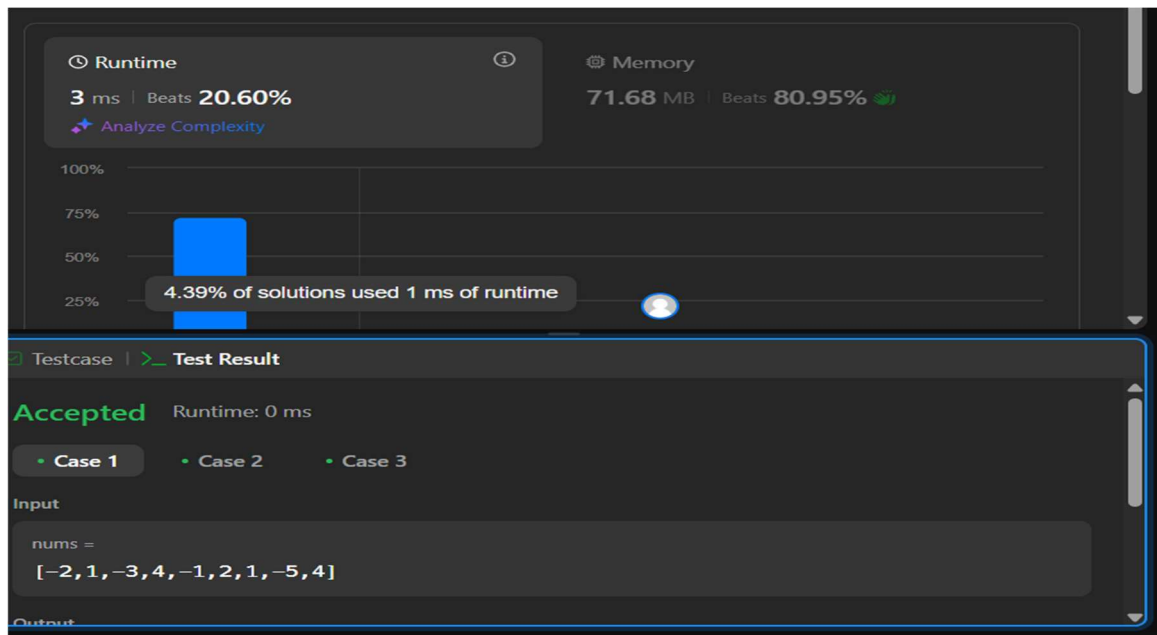 Runtime
Memory
3 ms | Beats 20.60%
71.68 MB | Beats 80.95%
Analyze Complexity
100%
75%
50%
25%
4.39% of solutions used 1 ms of runtime
Testcase | >_ Test Result
Accepted Runtime: 0 ms
• Case 1 • Case 2 • Case 3
Input
nums =
[-2,1,-3,4,-1,2,1,-5,4]
Output